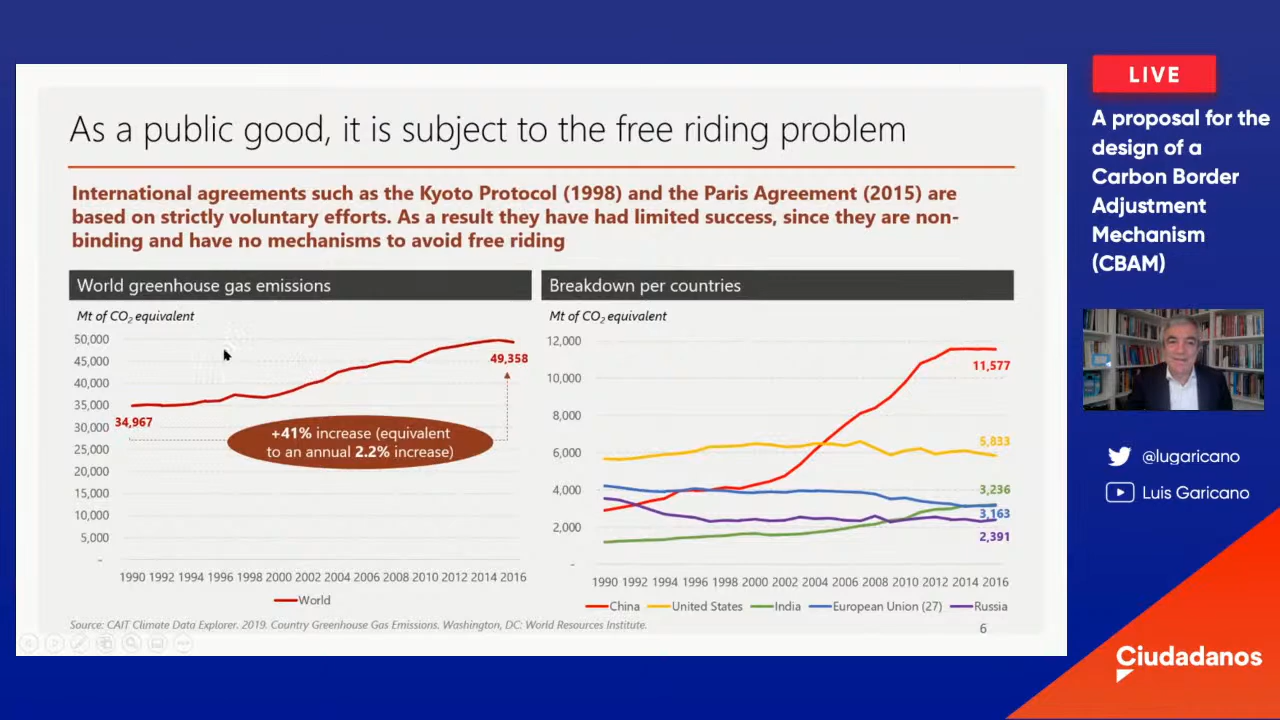 As a public good, it is subject to the free riding problem
International agreements such as the Kyoto Protocol (1998) and the Paris Agreement (2015) are
based on strictly voluntary efforts. As a result they have had limited success, since they are non-
binding and have no mechanisms to avoid free riding
World greenhouse gas emissions
Mt of CO2 equivalent
50,000
45,000
40,000
35,000
30,000
25,000
20,000
15,000
10,000
5,000
-
34,967
49,358
+41% increase (equivalent
to an annual 2.2% increase)
1990 1992 1994 1996 1998 2000 2002 2004 2006 2008 2010 2012 2014 2016
World
Breakdown per countries
Mt of CO2 equivalent
12,000
10,000
8,000
6,000
4,000
2,000
-
11,577
5,833
3,236
3,163
2,391
1990 1992 1994 1996 1998 2000 2002 2004 2006 2008 2010 2012 2014 2016
China United States India European Union (27) Russia
Source: CAIT Climate Data Explorer. 2019. Country Greenhouse Gas Emissions. Washington, DC: World Resources Institute.
6
LIVE
A proposal for the
design of a
Carbon Border
Adjustment
Mechanism
(CBAM)
@lugaricano
Luis Garicano
Ciudadanos